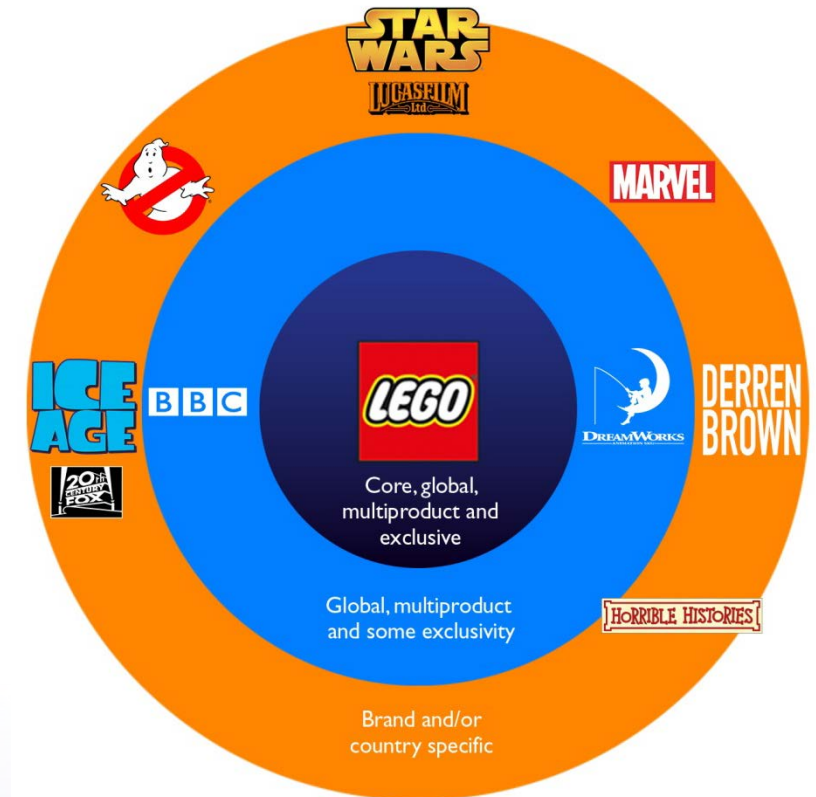 STAR
WARS
LUCASFILM
Ltd
MARVEL
ICE
AGE
20th
CENTURY
FOX
BBC
LEGO
DREAMWORKS
DERREN
BROWN
Core, global,
multiproduct and
exclusive
HORRIBLE HISTORIES
Global, multiproduct
and some exclusivity
Brand and/or
country specific